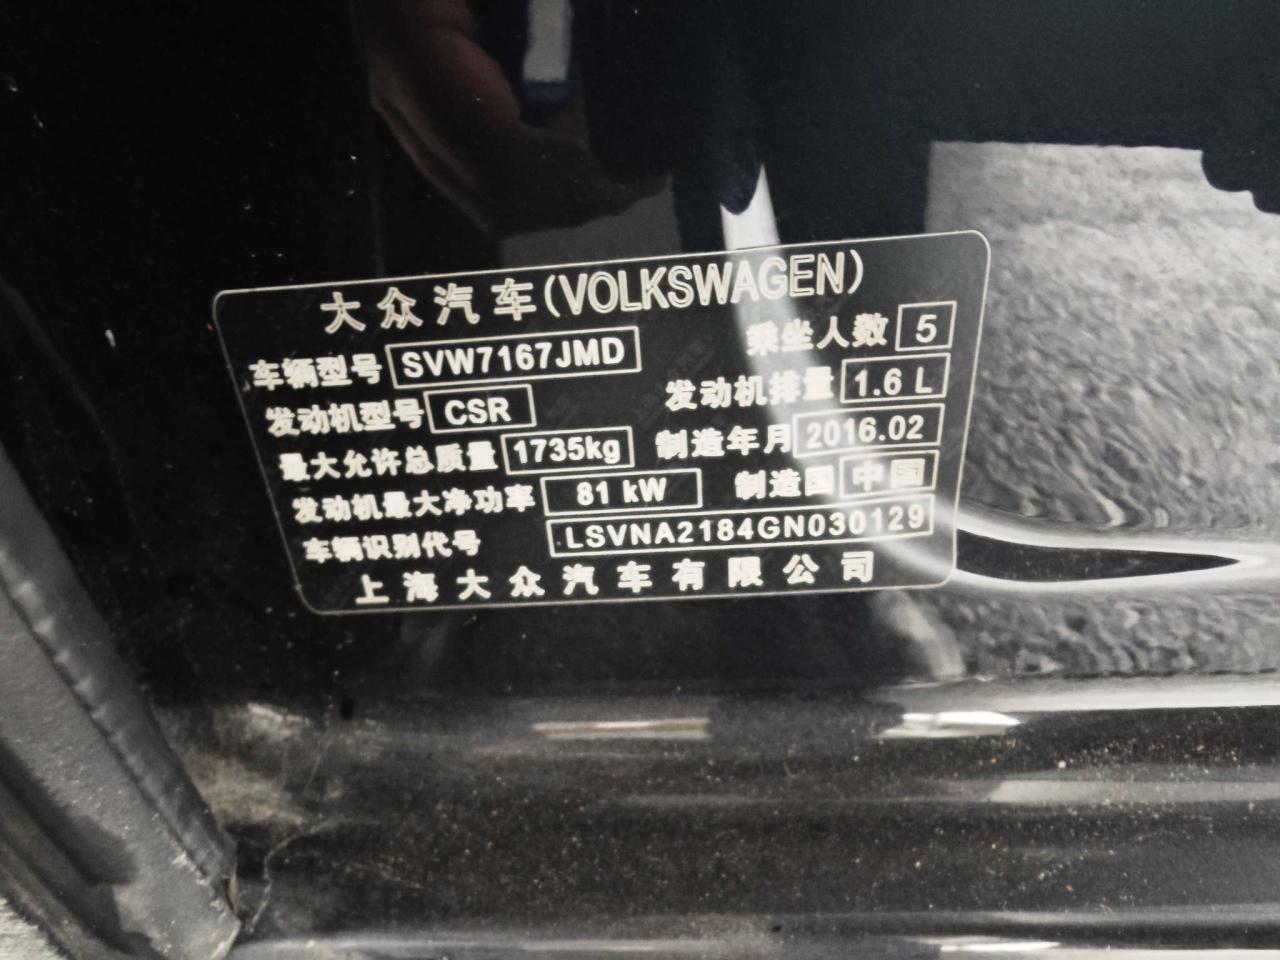 大众汽车(VOLKSWAGEN)
车辆型号 SVW7167JMD 乘坐人数 5
发动机型号 CSR 发动机排量 1.6 L
最大允许总质量 1735kg 制造年月 2016.02
发动机最大净功率 81 kW 制造国 中国
车辆识别代号 LSVNA2184GN030129
上海大众汽车有限公司